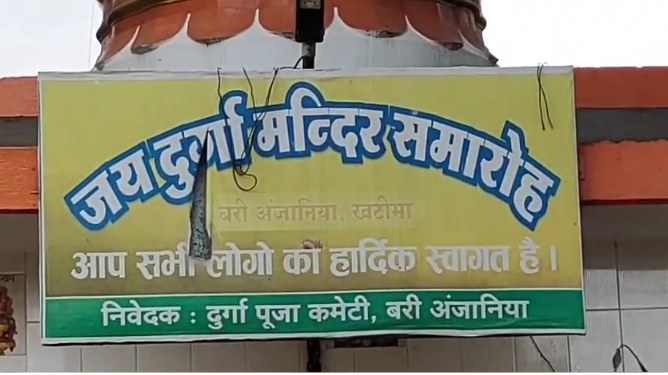 जय दुर्गा मन्दिर समारोह
बरी अंजानिया, खटीमा
आप सभी लोगो का हार्दिक स्वागत है।
निवेदक : दुर्गा पूजा कमेटी, बरी अंजानिया